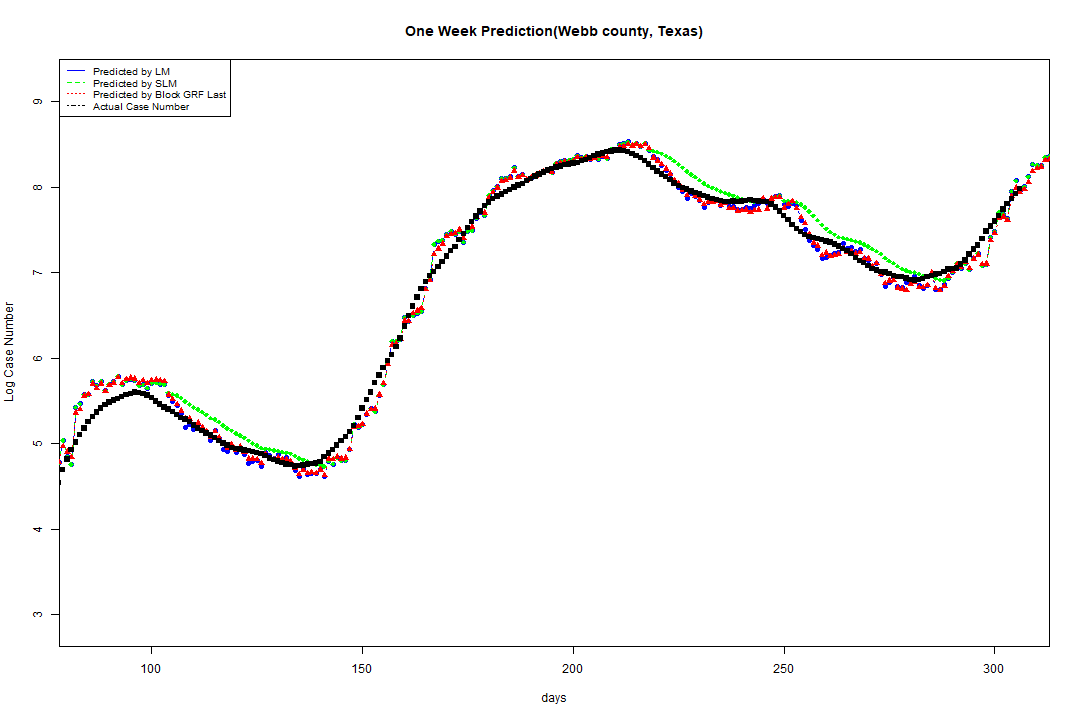 One Week Prediction(Webb county, Texas)
Predicted by LM
Predicted by SLM
Predicted by Block GRF Last
Actual Case Number
9
8
7
6
5
4
3
Log Case Number
100 150 200 250 300
days